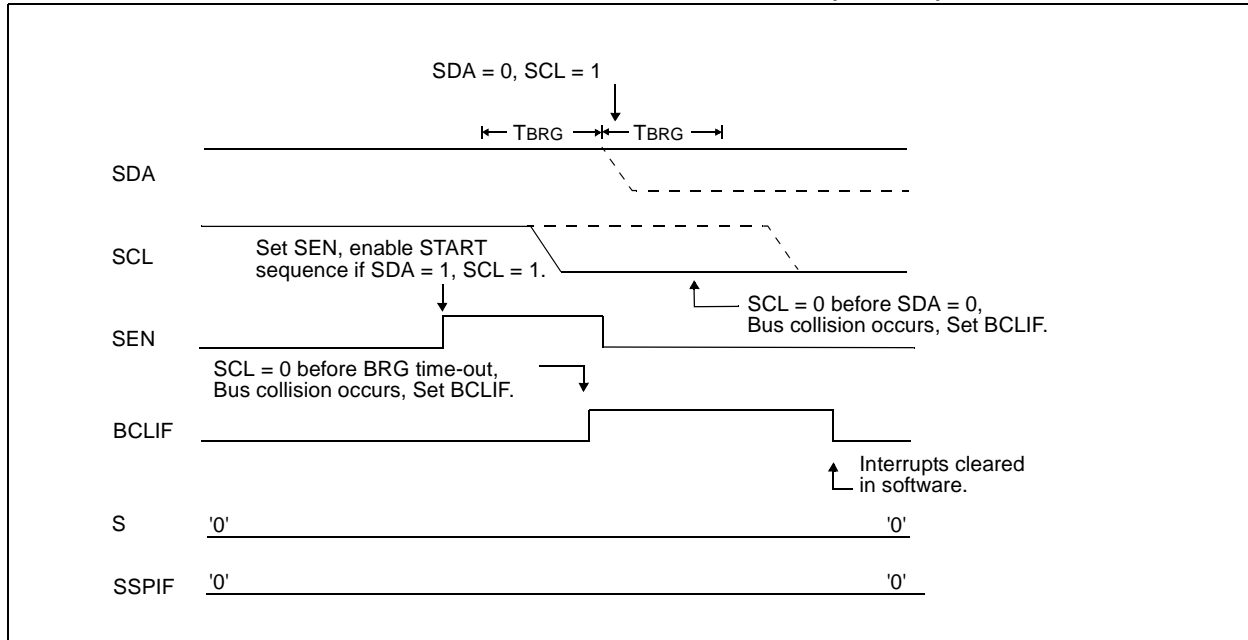 SDA = 0, SCL = 1
TBRG TBRG
SDA
SCL
Set SEN, enable START
sequence if SDA = 1, SCL = 1.
SCL = 0 before SDA = 0,
Bus collision occurs, Set BCLIF.
SEN
SCL = 0 before BRG time-out,
Bus collision occurs, Set BCLIF.
BCLIF
Interrupts cleared
in software.
S
'0' '0'
SSPIF
'0' '0'